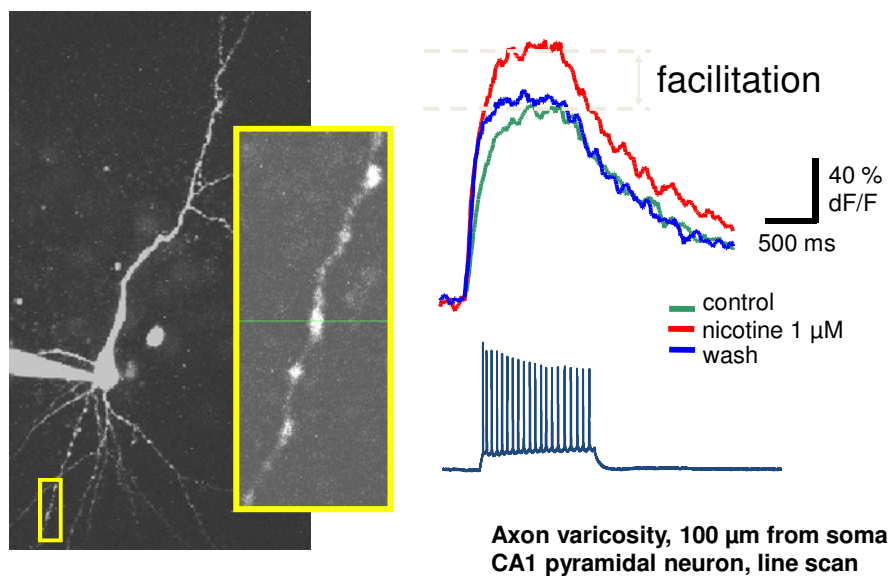 facilitation
40 %
dF/F
500 ms
control
nicotine 1 µM
wash
Axon varicosity, 100 µm from soma
CA1 pyramidal neuron, line scan